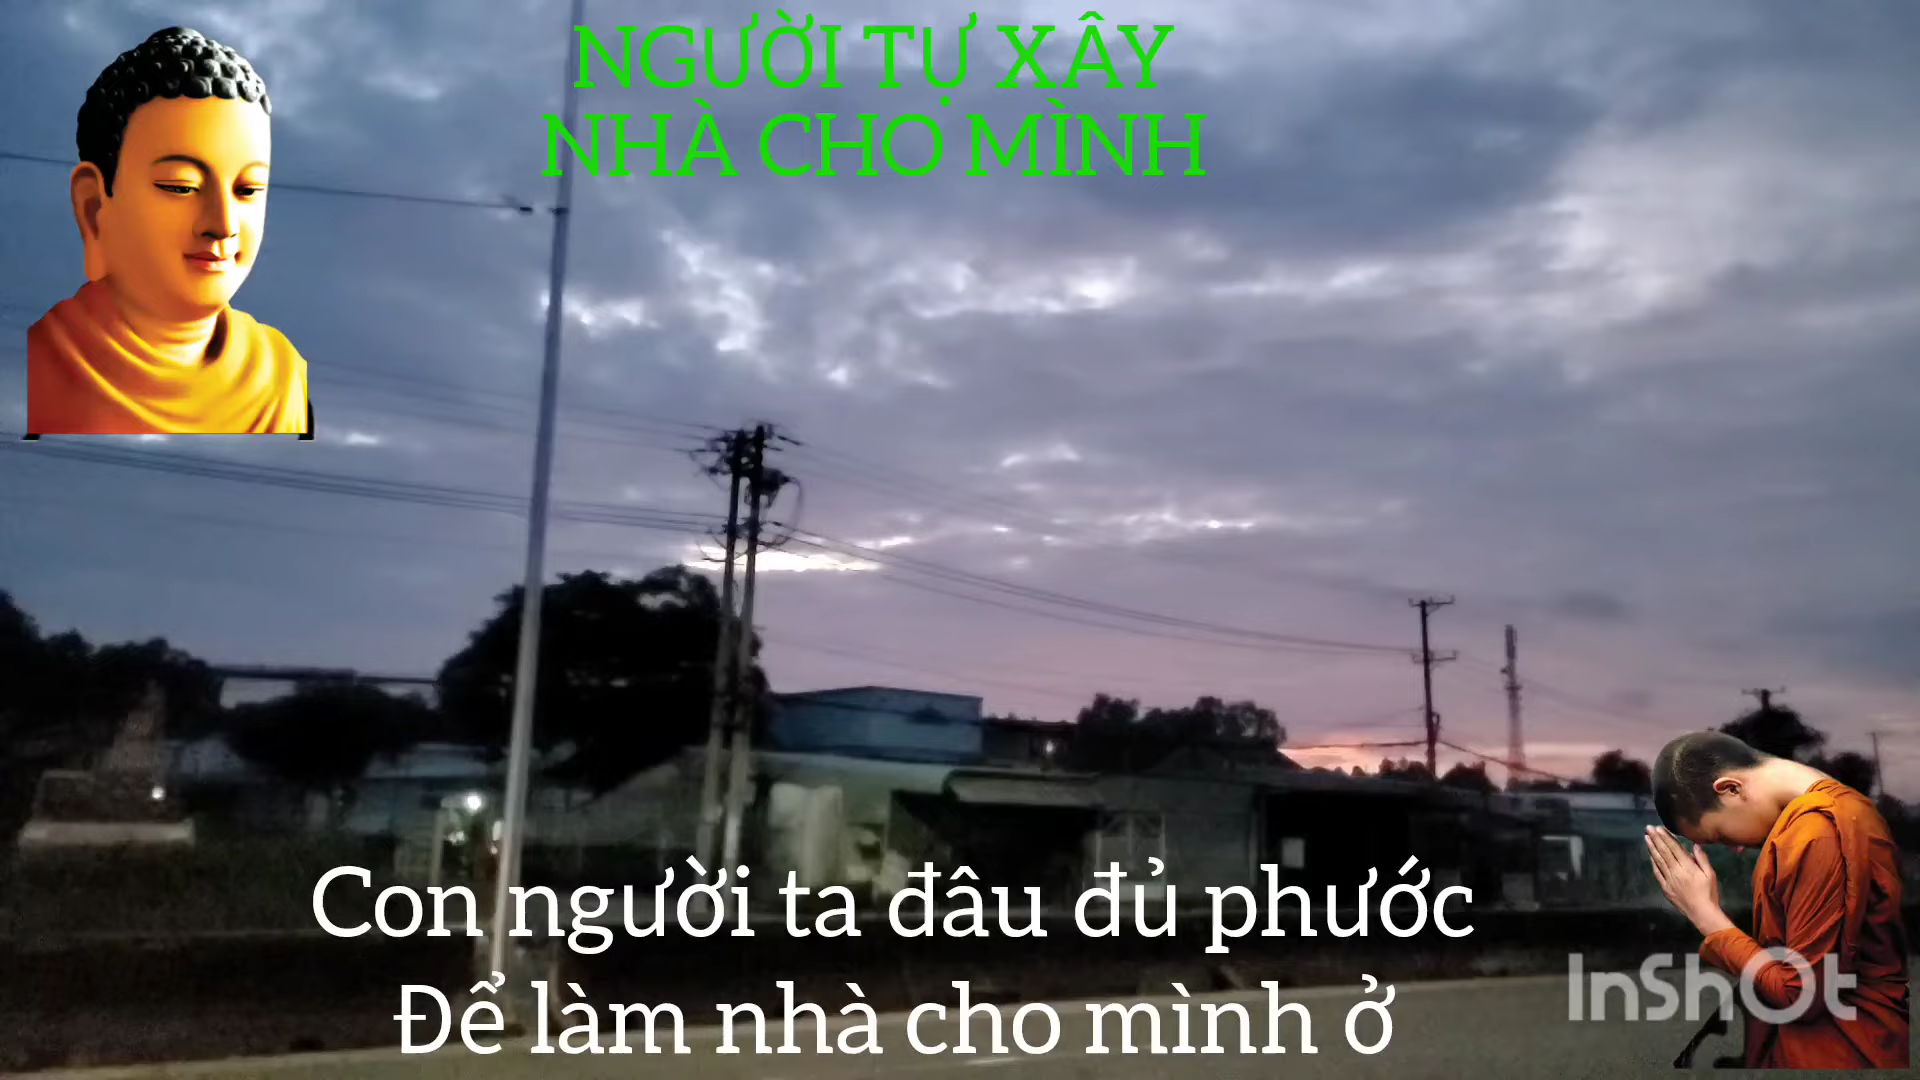 NGƯỜI TỰ XÂY
NHÀ CHO MÌNH
Con người ta đâu đủ phước
Để làm nhà cho mình ở
InShOt